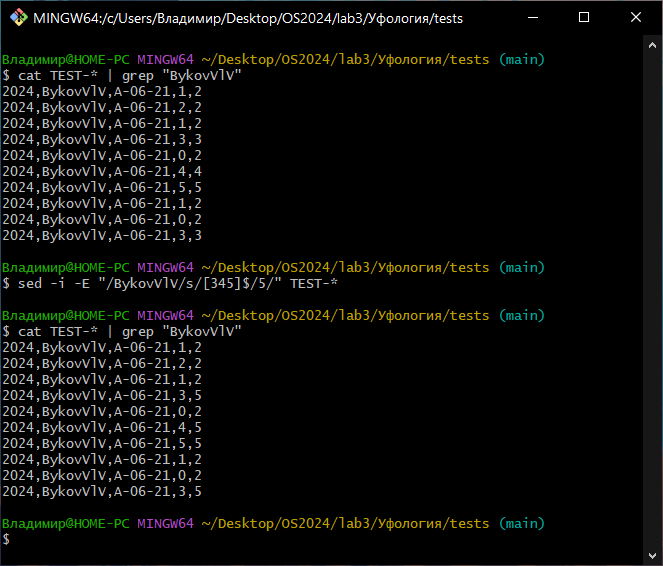 MINGW64:/c/Users/Владимир/Desktop/OS2024/lab3/Уфология/tests
Владимир@HOME-PC MINGW64 ~/Desktop/OS2024/lab3/Уфология/tests (main)
$ cat TEST-* | grep "BykovVlV"
2024,BykovVlV,A-06-21,1,2
2024,BykovVlV,A-06-21,2,2
2024,BykovVlV,A-06-21,1,2
2024,BykovVlV,A-06-21,3,3
2024,BykovVlV,A-06-21,0,2
2024,BykovVlV,A-06-21,4,4
2024,BykovVlV,A-06-21,5,5
2024,BykovVlV,A-06-21,1,2
2024,BykovVlV,A-06-21,0,2
2024,BykovVlV,A-06-21,3,3
Владимир@HOME-PC MINGW64 ~/Desktop/OS2024/lab3/Уфология/tests (main)
$ sed -i -E "/BykovVlV/s/[345]$/5/" TEST-*
Владимир@HOME-PC MINGW64 ~/Desktop/OS2024/lab3/Уфология/tests (main)
$ cat TEST-* | grep "BykovVlV"
2024,BykovVlV,A-06-21,1,2
2024,BykovVlV,A-06-21,2,2
2024,BykovVlV,A-06-21,1,2
2024,BykovVlV,A-06-21,3,5
2024,BykovVlV,A-06-21,0,2
2024,BykovVlV,A-06-21,4,5
2024,BykovVlV,A-06-21,5,5
2024,BykovVlV,A-06-21,1,2
2024,BykovVlV,A-06-21,0,2
2024,BykovVlV,A-06-21,3,5
Владимир@HOME-PC MINGW64 ~/Desktop/OS2024/lab3/Уфология/tests (main)
$